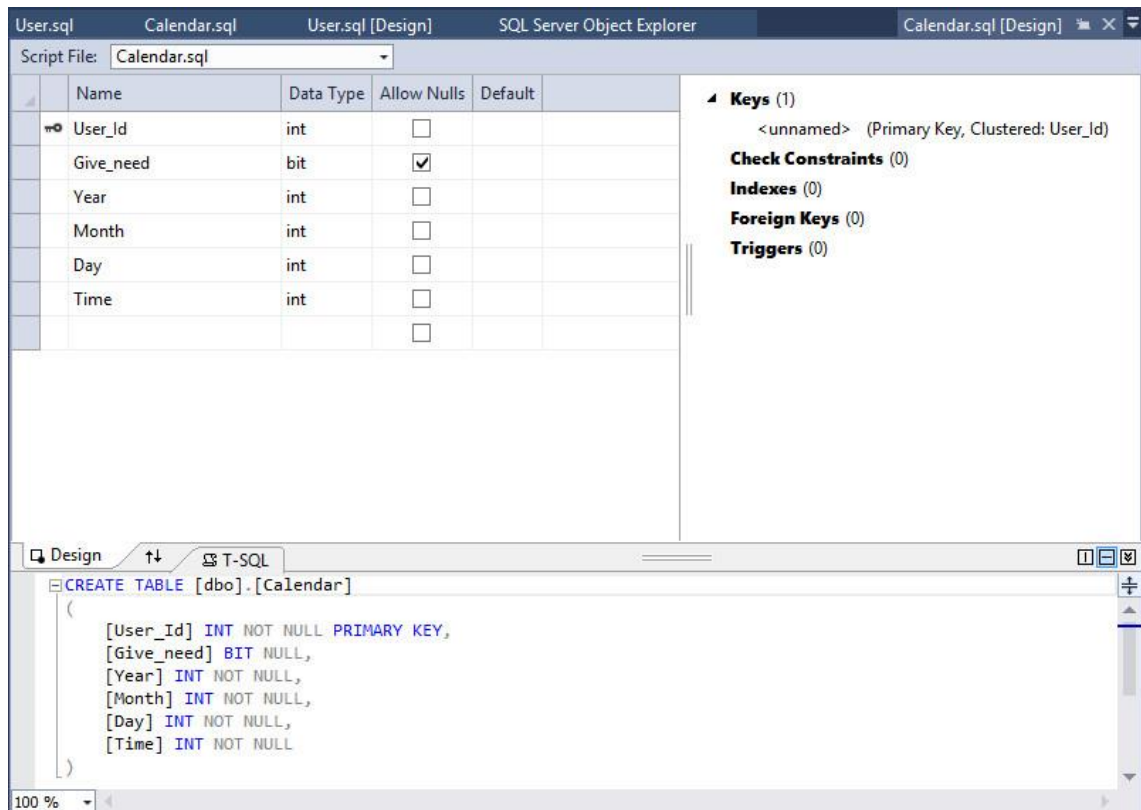 User.sql Calendar.sql User.sql [Design] SQL Server Object Explorer Calendar.sql [Design]
Script File: Calendar.sql
Name Data Type Allow Nulls Default
User_Id int
Give_need bit
Year int
Month int
Day int
Time int
Keys (1)
<unnamed> (Primary Key, Clustered: User_Id)
Check Constraints (0)
Indexes (0)
Foreign Keys (0)
Triggers (0)
Design T-SQL
CREATE TABLE [dbo].[Calendar]
(
[User_Id] INT NOT NULL PRIMARY KEY,
[Give_need] BIT NULL,
[Year] INT NOT NULL,
[Month] INT NOT NULL,
[Day] INT NOT NULL,
[Time] INT NOT NULL
)
100 %